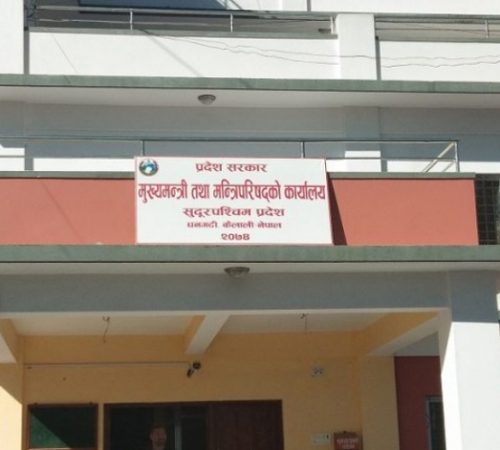 प्रदेश सरकार
मुख्यमन्त्री तथा मन्त्रिपरिषद्को कार्यालय
सुदूरपश्चिम प्रदेश
धनगढी, कैलाली नेपाल
२०७४